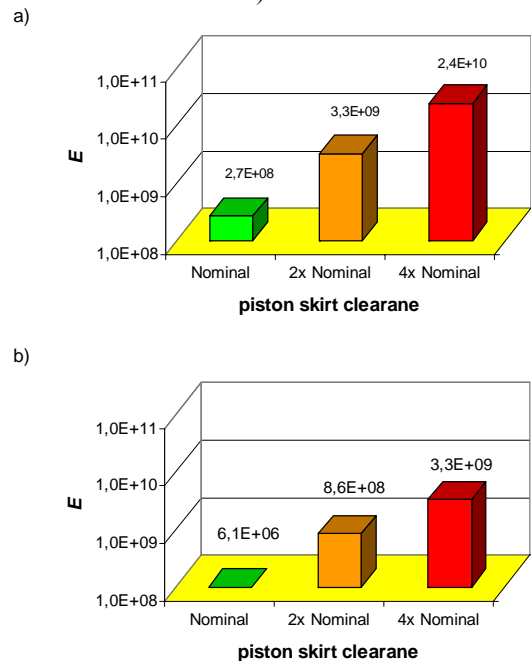 a)
1,0E+11
2,4E+10
3,3E+09
1,0E+10
E
2,7E+08
1,0E+09
1,0E+08
Nominal 2x Nominal 4x Nominal
piston skirt clearane
b)
1,0E+11
1,0E+10
3,3E+09
E
8,6E+08
6,1E+06
1,0E+09
1,0E+08
Nominal 2x Nominal 4x Nominal
piston skirt clearane